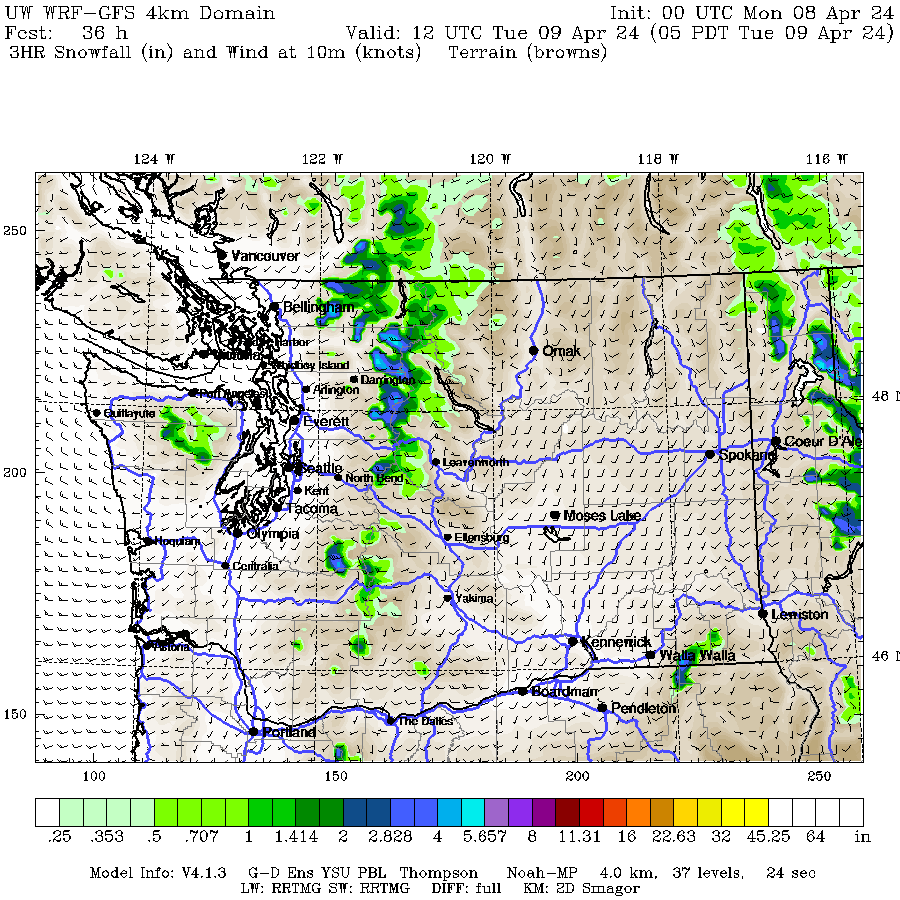 UW WRF-GFS 4km Domain Init: 00 UTC Mon 08 Apr 24
Fcst: 36 h Valid: 12 UTC Tue 09 Apr 24 (05 PDT Tue 09 Apr 24)
3HR Snowfall (in) and Wind at 10m (knots) Terrain (browns)
124 W 122 W 120 W 118 W 116 W
250
Vancouver
Bellingham
Victoria
Whidbey Island
Omak
Darrington
Arlington
Port Angeles
48 N
Quillayute
Everett
Coeur D'Ale
Spokane
Leavenworth
Seattle
200
North Bend
Kent
Tacoma
Moses Lake
Olympia
Ellensburg
Hoquiam
Centralia
Yakima
Lewiston
Kennewick
Astoria
Walla Walla
46 N
Boardman
Pendleton
150
The Dalles
Portland
100 150 200 250
.25 .353 .5 .707 1 1.414 2 2.828 4 5.657 8 11.31 16 22.63 32 45.25 64 in
Model Info: V4.1.3 G-D Ens YSU PBL Thompson Noah-MP 4.0 km, 37 levels, 24 sec
LW: RRTMG SW: RRTMG DIFF: full KM: 2D Smagor